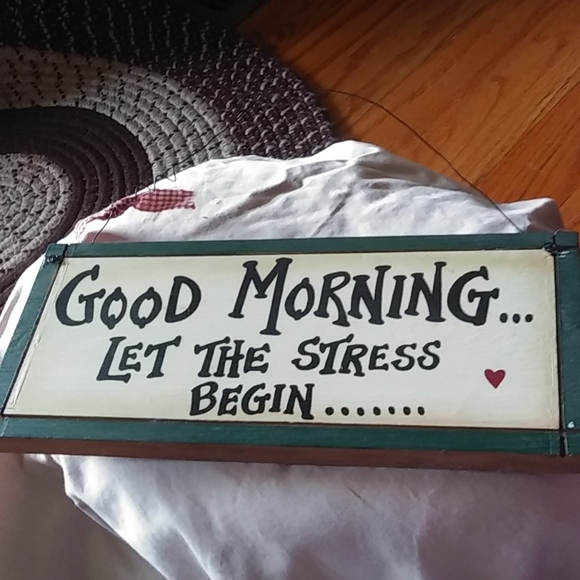 GOOD MORNING...
LET THE STRESS
BEGIN.......